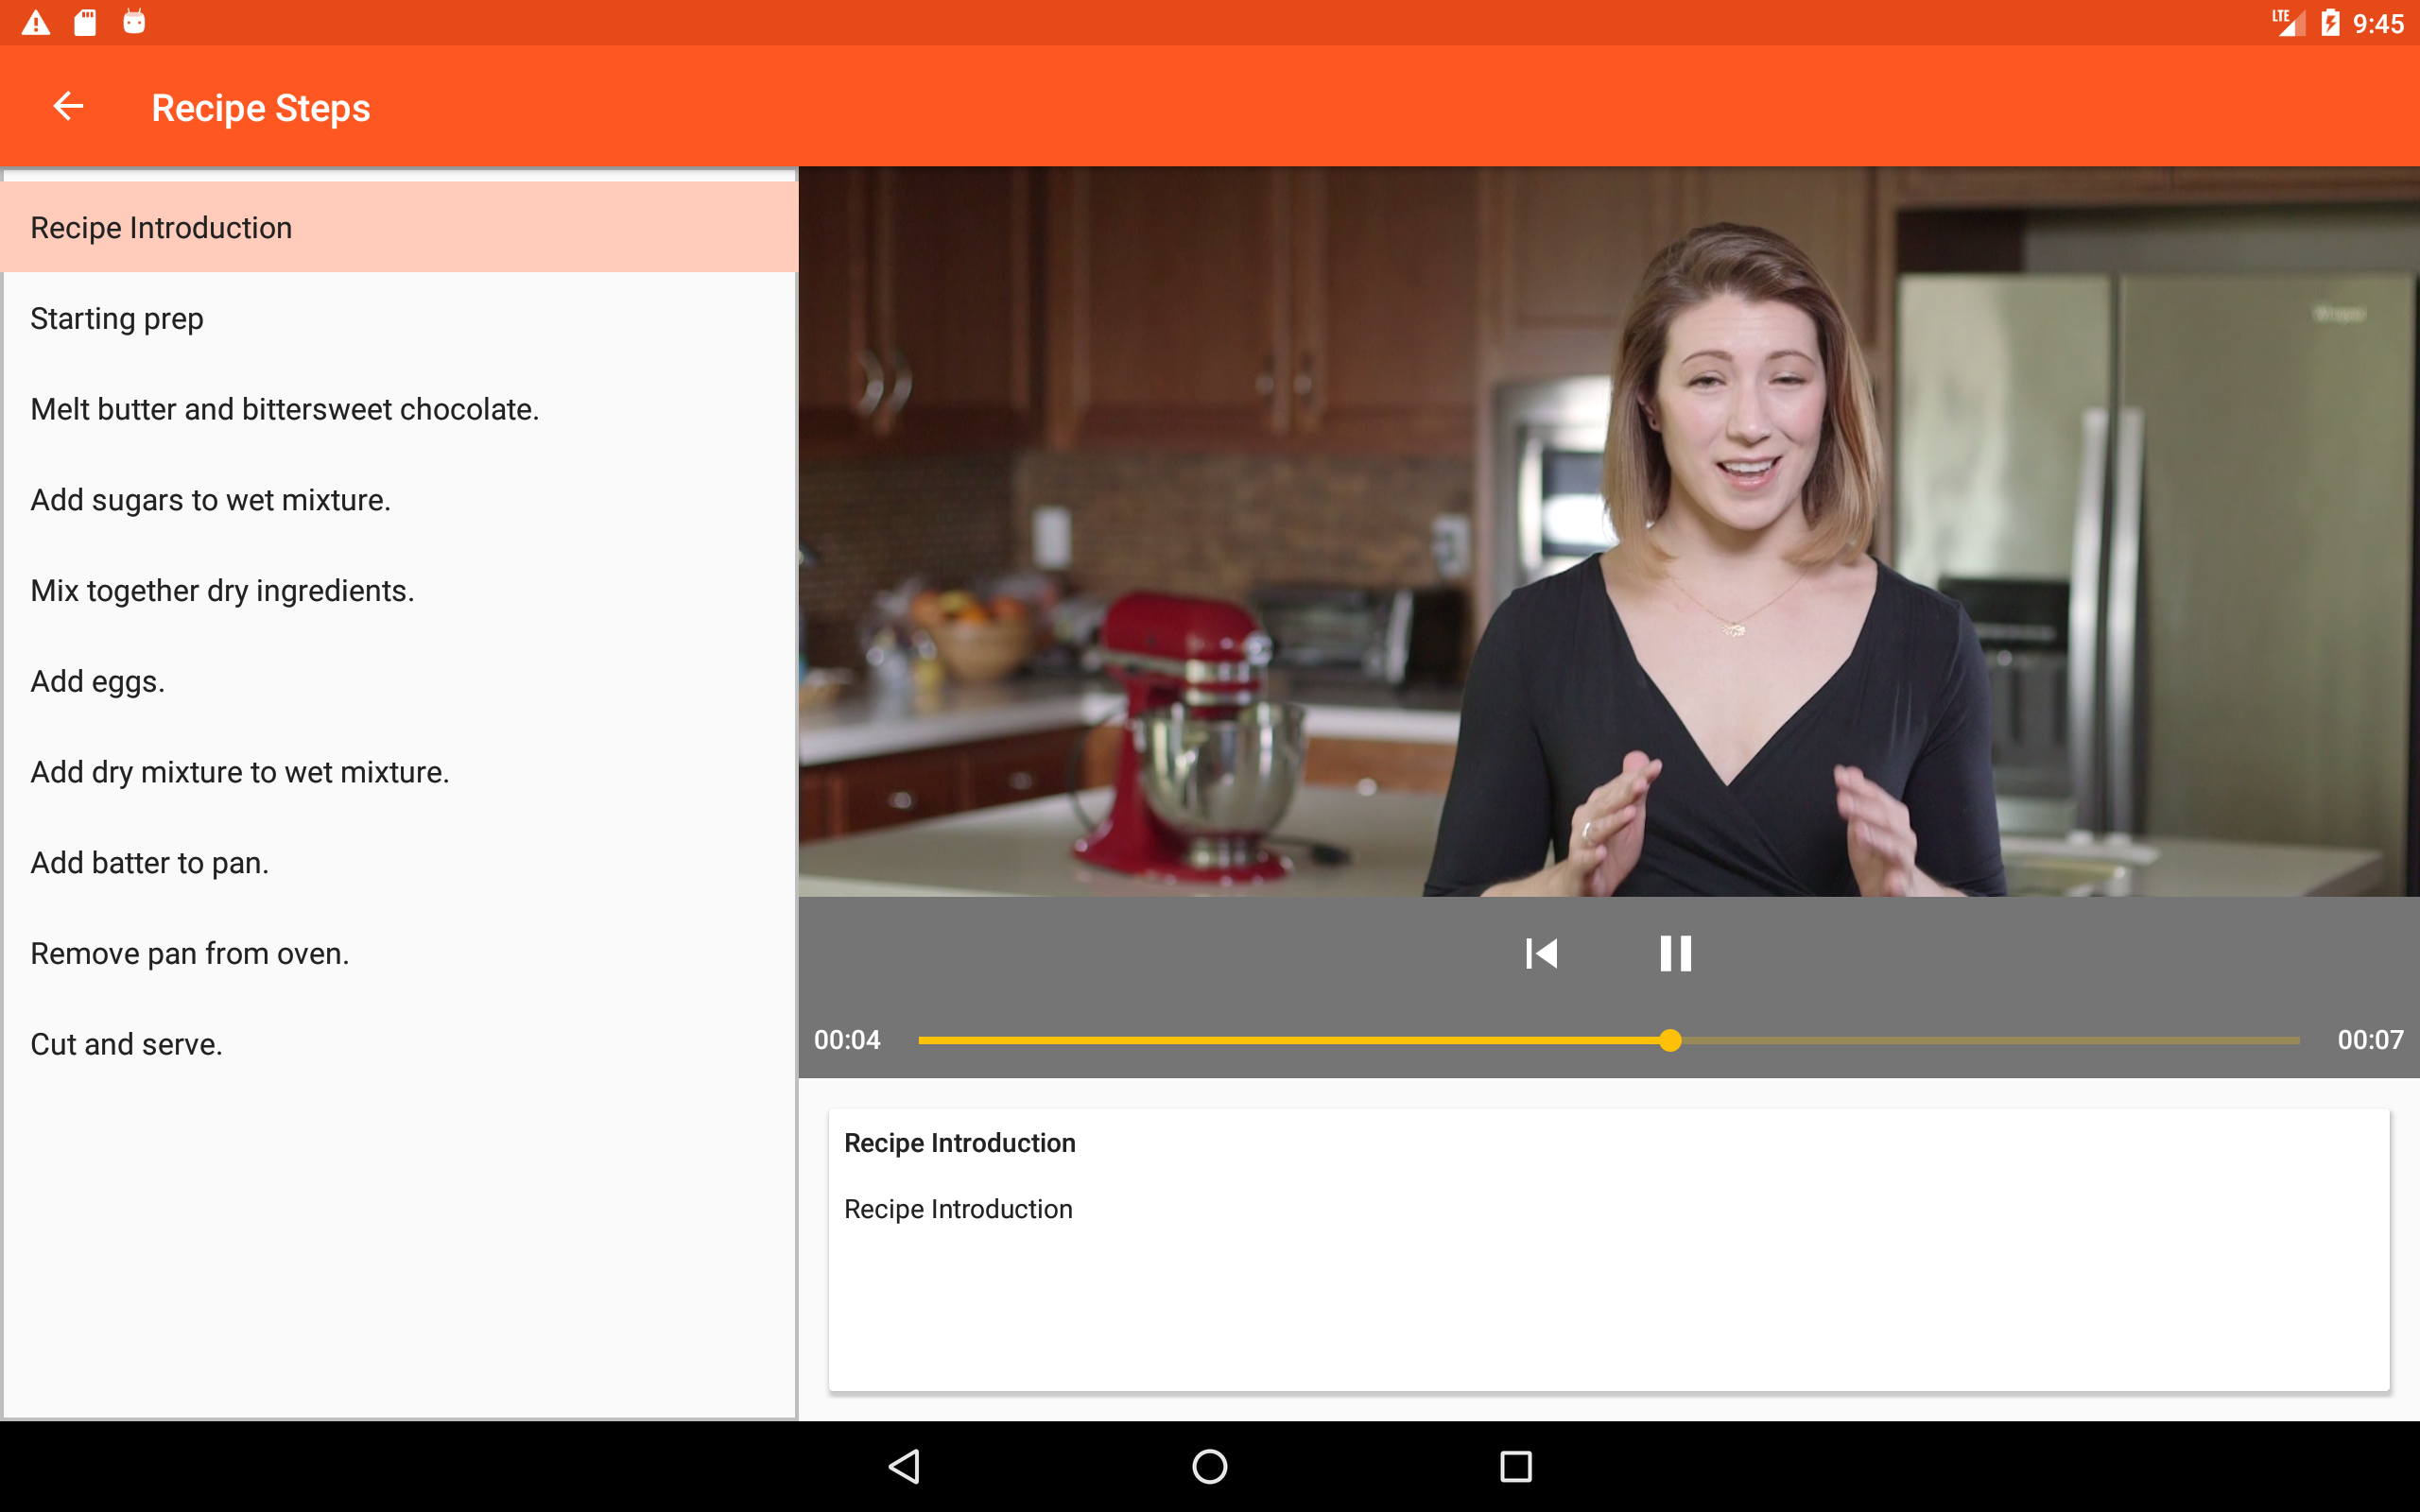 LTE 9:45
Recipe Steps
Recipe Introduction
Starting prep
Melt butter and bittersweet chocolate.
Add sugars to wet mixture.
Mix together dry ingredients.
Add eggs.
Add dry mixture to wet mixture.
Add batter to pan.
Remove pan from oven.
Cut and serve.
00:04 00:07
Recipe Introduction
Recipe Introduction